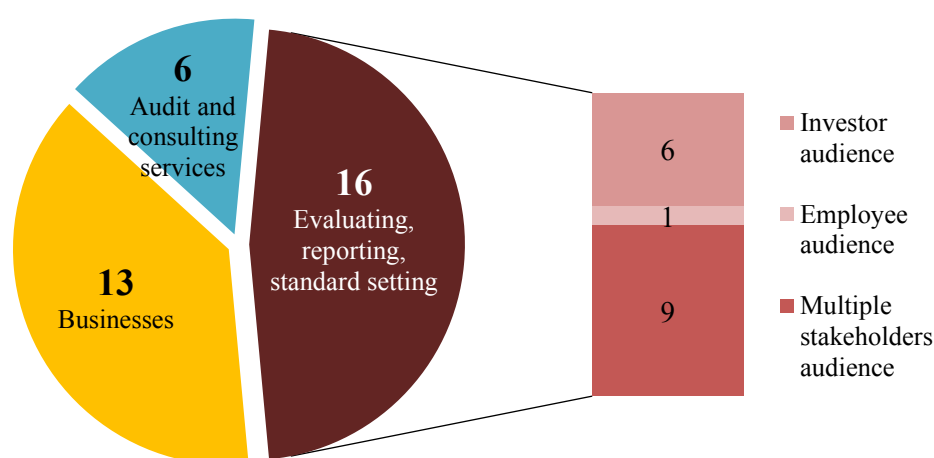 6
Audit and
consulting
services
16
Evaluating,
reporting,
standard setting
13
Businesses
6
1
9
Investor
audience
Employee
audience
Multiple
stakeholders
audience